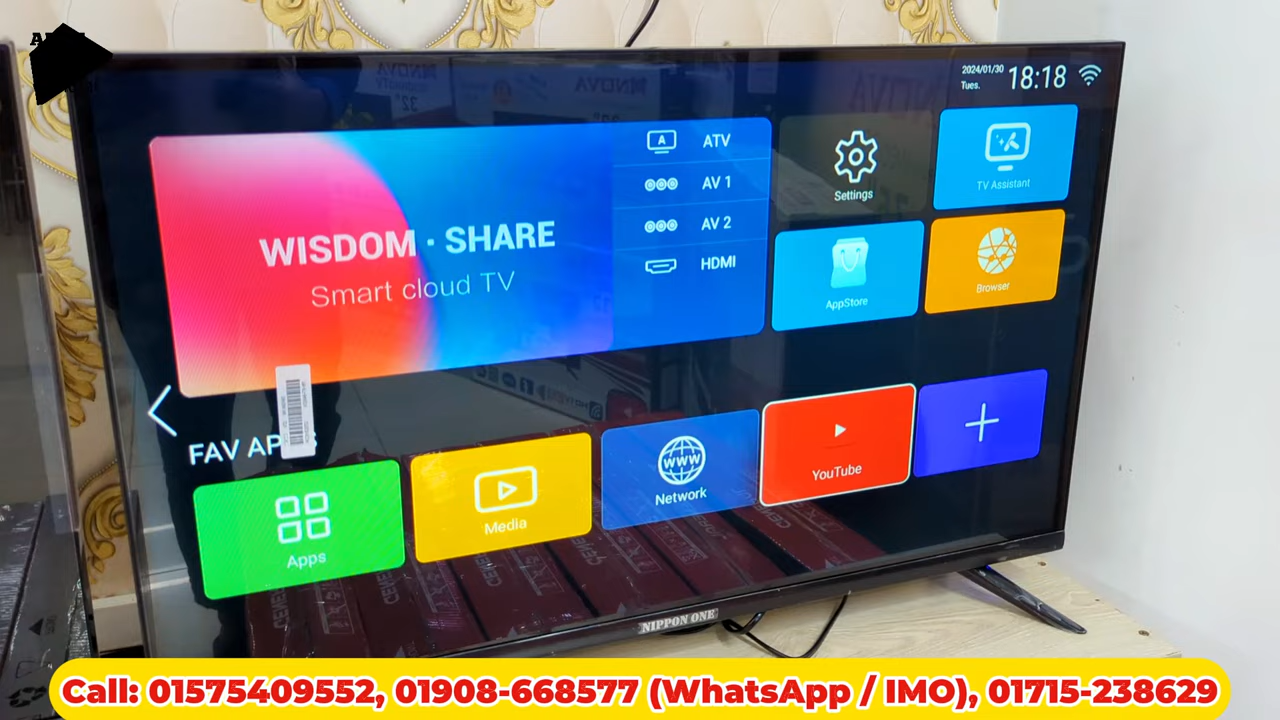 2024/01/30
Tues.
18:18
WISDOM · SHARE
Smart cloud TV
ATV
AV 1
AV 2
HDMI
Settings
TV Assistant
AppStore
Browser
FAV
Apps
Media
Network
WWW
YouTube
NIPPON ONE
Call: 01575409552, 01908-668577 (WhatsApp / IMO), 01715-238629